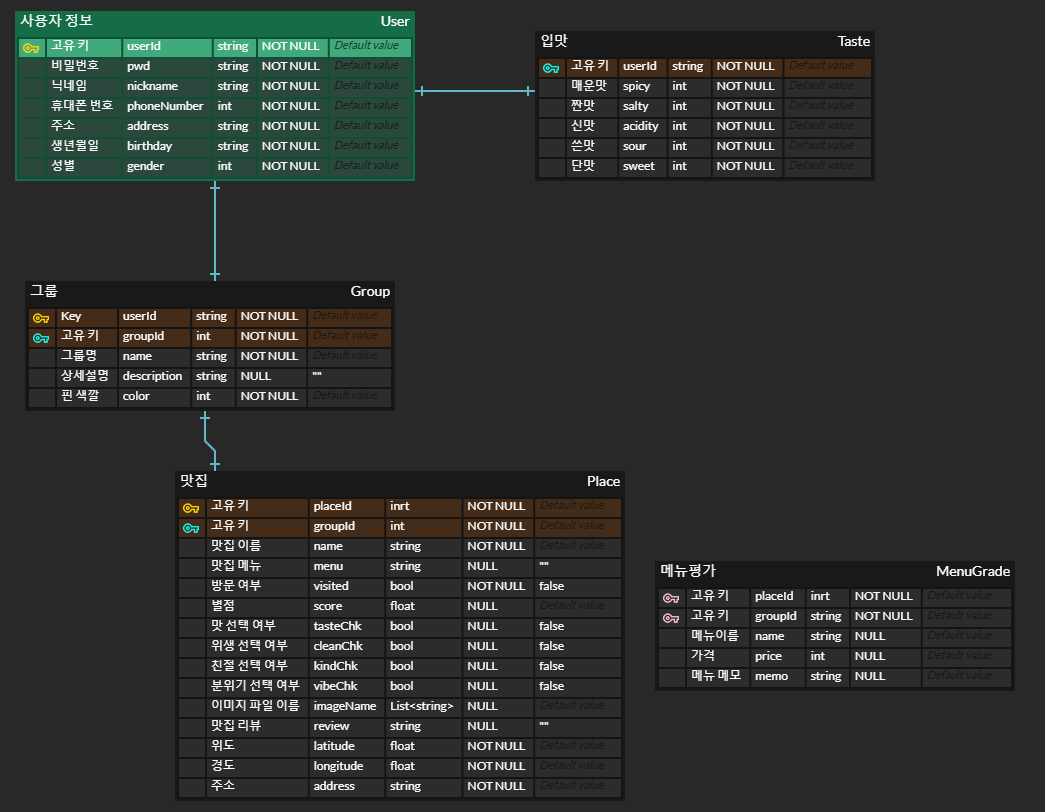 사용자 정보 User
고유 키 userId string NOT NULL Default value
비밀번호 pwd string NOT NULL Default value
닉네임 nickname string NOT NULL Default value
휴대폰 번호 phoneNumber int NOT NULL Default value
주소 address string NOT NULL Default value
생년월일 birthday string NOT NULL Default value
성별 gender int NOT NULL Default value
입맛 Taste
고유 키 userId string NOT NULL Default value
매운맛 spicy int NOT NULL Default value
짠맛 salty int NOT NULL Default value
신맛 acidity int NOT NULL Default value
쓴맛 sour int NOT NULL Default value
단맛 sweet int NOT NULL Default value
그룹 Group
Key userId string NOT NULL Default value
고유 키 groupId int NOT NULL Default value
그룹명 name string NOT NULL Default value
상세설명 description string NULL ""
핀 색깔 color int NOT NULL Default value
맛집 Place
고유 키 placeId inrt NOT NULL Default value
고유 키 groupId int NOT NULL Default value
맛집 이름 name string NOT NULL Default value
맛집 메뉴 menu string NULL ""
방문 여부 visited bool NOT NULL false
별점 score float NULL Default value
맛 선택 여부 tasteChk bool NULL false
위생 선택 여부 cleanChk bool NULL false
친절 선택 여부 kindChk bool NULL false
분위기 선택 여부 vibeChk bool NULL false
이미지 파일 이름 imageName List<string> NULL Default value
맛집 리뷰 review string NULL ""
위도 latitude float NOT NULL Default value
경도 longitude float NOT NULL Default value
주소 address string NOT NULL Default value
메뉴평가 MenuGrade
고유 키 placeId inrt NOT NULL Default value
고유 키 groupId string NOT NULL Default value
메뉴이름 name string NULL Default value
가격 price int NULL Default value
메뉴 메모 memo string NULL Default value